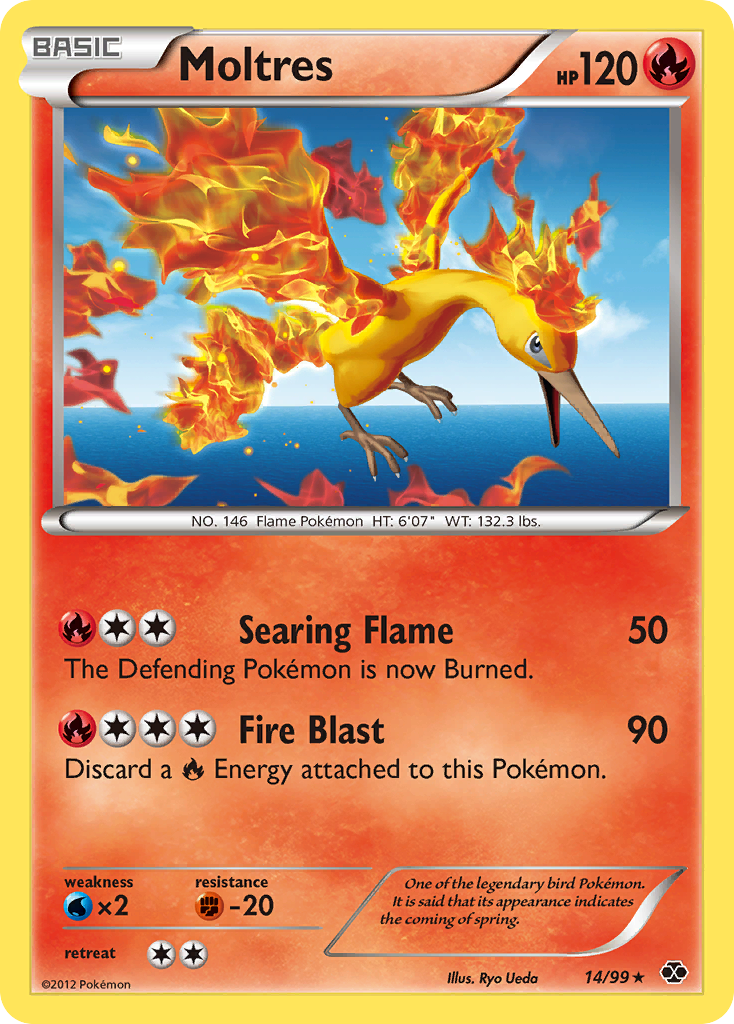 BASIC
Moltres
HP 120
NO. 146 Flame Pokémon HT: 6'07" WT: 132.3 lbs.
Searing Flame 50
The Defending Pokémon is now Burned.
Fire Blast 90
Discard a Energy attached to this Pokémon.
weakness resistance
×2 -20
retreat
One of the legendary bird Pokémon.
It is said that its appearance indicates
the coming of spring.
©2012 Pokémon Illus. Ryo Ueda 14/99 ★